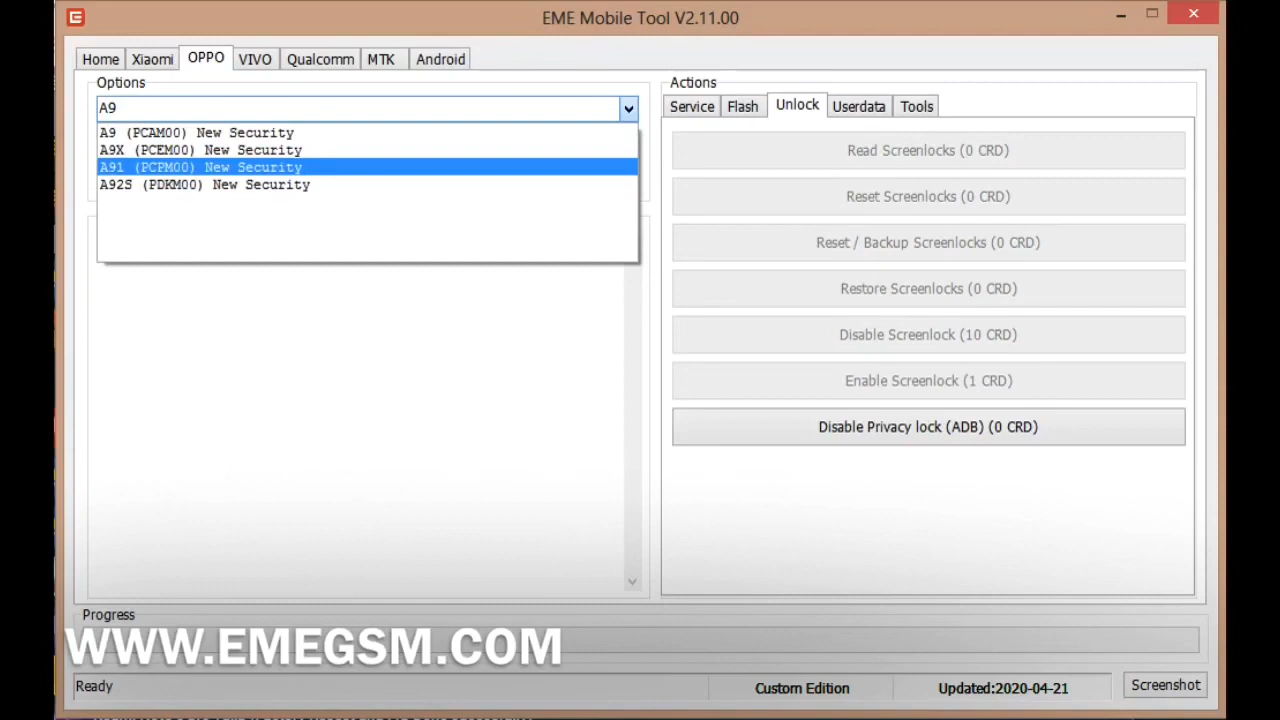 EME Mobile Tool V2.11.00
Home Xiaomi OPPO VIVO Qualcomm MTK Android
Options
A9
A9 (PCAM00) New Security
A9X (PCEM00) New Security
A91 (PCPM00) New Security
A92S (PDKM00) New Security
Actions
Service Flash Unlock Userdata Tools
Read Screenlocks (0 CRD)
Reset Screenlocks (0 CRD)
Reset / Backup Screenlocks (0 CRD)
Restore Screenlocks (0 CRD)
Disable Screenlock (10 CRD)
Enable Screenlock (1 CRD)
Disable Privacy lock (ADB) (0 CRD)
Progress
WWW.EMEGSM.COM
Ready Custom Edition Updated:2020-04-21 Screenshot